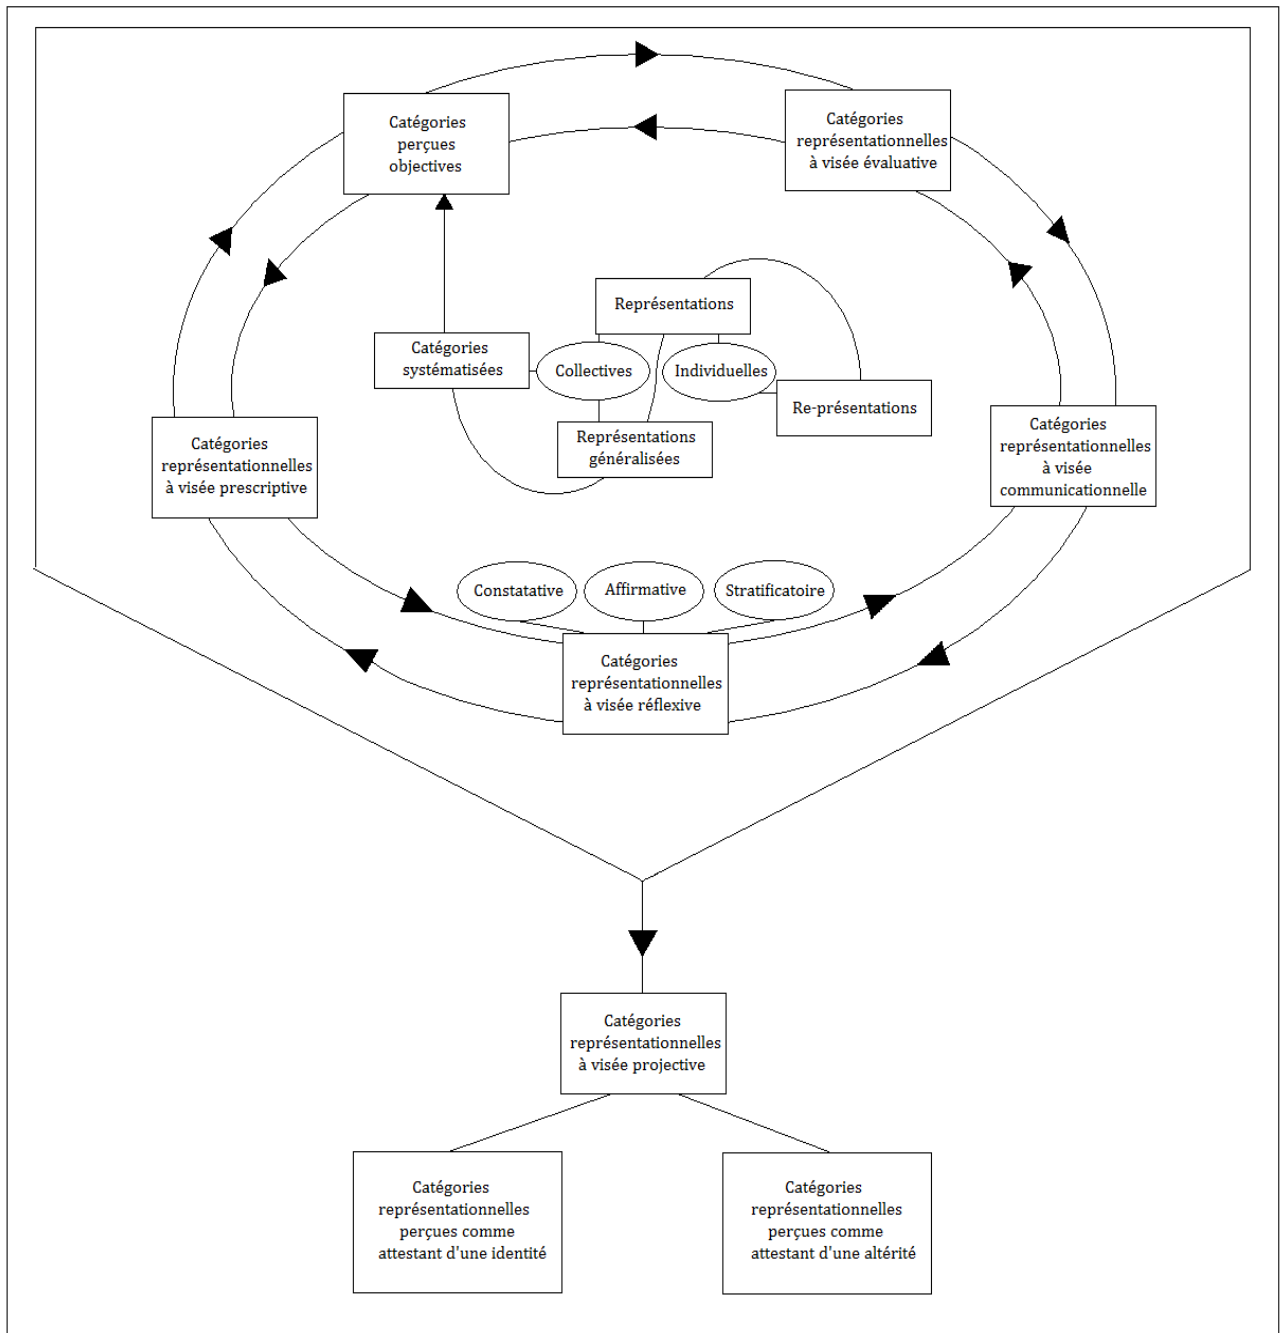 Catégories
perçues
objectives
Catégories
représentationnelles
à visée évaluative
Représentations
Catégories
systématisées
Collectives
Individuelles
Re-présentations
Représentations
généralisées
Catégories
représentationnelles
à visée prescriptive
Catégories
représentationnelles
à visée
communicationnelle
Constatative
Affirmative
Stratificatoire
Catégories
représentationnelles
à visée réflexive
Catégories
représentationnelles
à visée projective
Catégories
représentationnelles
perçues comme
attestant d'une identité
Catégories
représentationnelles
perçues comme
attestant d'une altérité